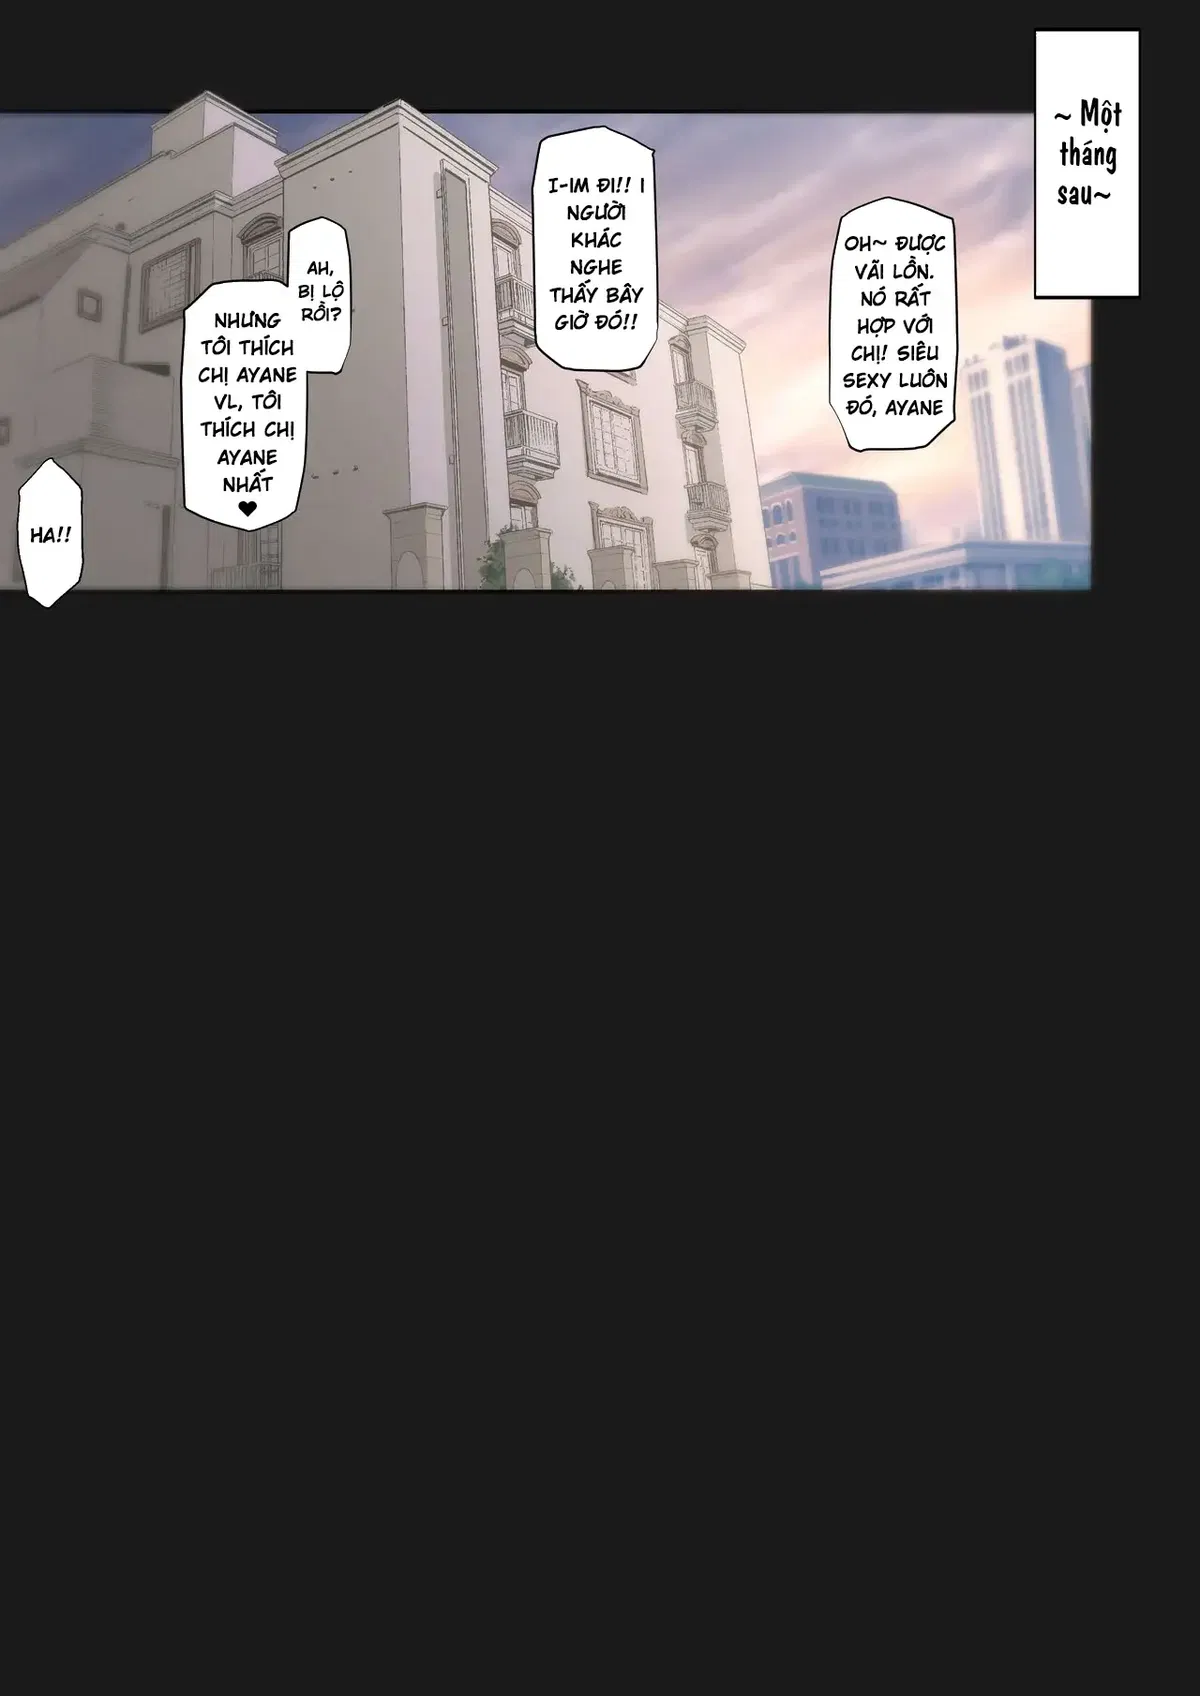 ~ Một
tháng
sau~
OH~ ĐƯỢC
VÃI LỒN.
NÓ RẤT
HỢP VỚI
CHỊ! SIÊU
SEXY LUÔN
ĐÓ, AYANE
I-IM ĐI!! I
NGƯỜI
KHÁC
NGHE
THẤY BÂY
GIỜ ĐÓ!!
AH,
BỊ LỘ
RỒI?
NHƯNG
TÔI THÍCH
CHỊ AYANE
VL, TÔI
THÍCH CHỊ
AYANE
NHẤT
♥
HA!!